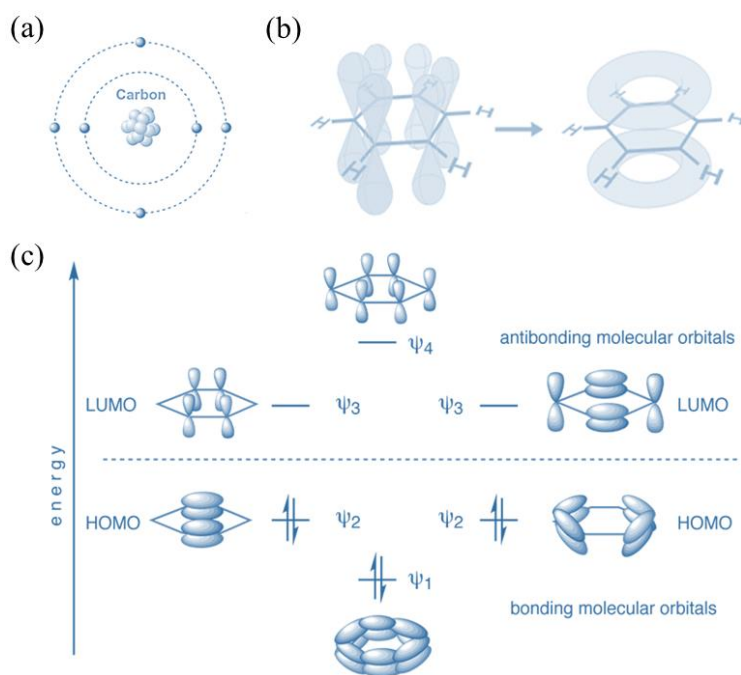 (a)
Carbon
(b)
H H H H H H
H H H H H H
(c)
energy
ψ4
antibonding molecular orbitals
LUMO ψ3 ψ3 LUMO
HOMO ψ2 ψ2 HOMO
ψ1
bonding molecular orbitals